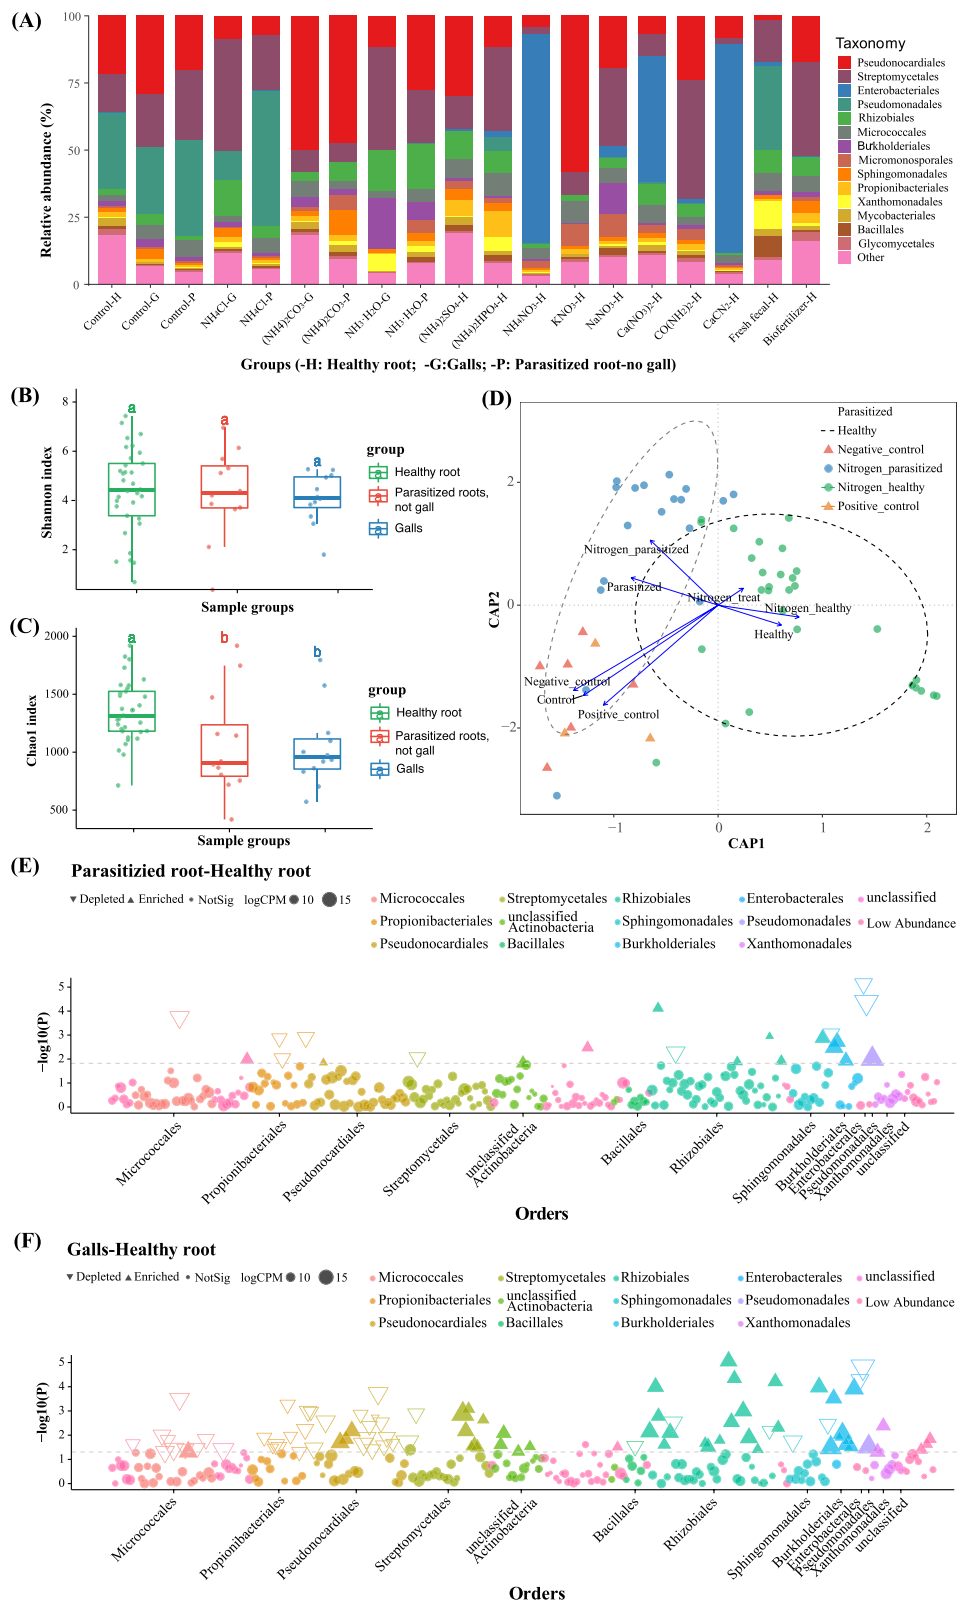 (A)
100
75
50
25
0
Relative abundance (%)
Control-H
Control-G
Control-P
NH4Cl-G
NH4Cl-P
(NH4)2CO3-G
(NH4)2CO3-P
NH3·H2O-G
NH3·H2O-P
(NH4)2SO4-H
(NH4)2HPO4-H
NH4NO3-H
KNO3-H
NaNO3-H
Ca(NO3)2-H
CO(NH2)2-H
CaCN2-H
Fresh fecal-H
Biofertilizer-H
Groups (-H: Healthy root; -G:Galls; -P: Parasitized root-no gall)
Taxonomy
Pseudonocardiales
Streptomycetales
Enterobacteriales
Pseudomonadales
Rhizobiales
Micrococcales
Burkholderiales
Micromonosporales
Sphingomonadales
Propionibacteriales
Xanthomonadales
Mycobacteriales
Bacillales
Glycomycetales
Other
(B)
8
6
4
2
Shannon index
a
a
a
Sample groups
group
a Healthy root
a Parasitized roots,
not gall
a Galls
(C)
2000
1500
1000
500
Chao1 index
a
b
b
Sample groups
group
a Healthy root
a Parasitized roots,
not gall
a Galls
(D)
2
0
−2
CAP2
−1
0
1
2
CAP1
Parasitized
Healthy
Negative_control
Nitrogen_parasitized
Nitrogen_healthy
Positive_control
Nitrogen_parasitized
Parasitized
Nitrogen_treat
Nitrogen_healthy
Healthy
Negative_control
Control
Positive_control
(E)
Parasitizied root-Healthy root
Depleted Enriched NotSig logCPM 10 15
Micrococcales
Propionibacteriales
Pseudonocardiales
Streptomycetales
unclassified
Actinobacteria
Bacillales
Rhizobiales
Sphingomonadales
Burkholderiales
Enterobacterales
Pseudomonadales
Xanthomonadales
unclassified
Low Abundance
5
4
3
2
1
0
−log10(P)
Micrococcales
Propionibacteriales
Pseudonocardiales
Streptomycetales
unclassified
Actinobacteria
Bacillales
Rhizobiales
Sphingomonadales
Burkholderiales
Enterobacterales
Pseudomonadales
Xanthomonadales
unclassified
Orders
(F)
Galls-Healthy root
Depleted Enriched NotSig logCPM 10 15
Micrococcales
Propionibacteriales
Pseudonocardiales
Streptomycetales
unclassified
Actinobacteria
Bacillales
Rhizobiales
Sphingomonadales
Burkholderiales
Enterobacterales
Pseudomonadales
Xanthomonadales
unclassified
Low Abundance
5
4
3
2
1
0
−log10(P)
Micrococcales
Propionibacteriales
Pseudonocardiales
Streptomycetales
unclassified
Actinobacteria
Bacillales
Rhizobiales
Sphingomonadales
Burkholderiales
Enterobacterales
Pseudomonadales
Xanthomonadales
unclassified
Orders